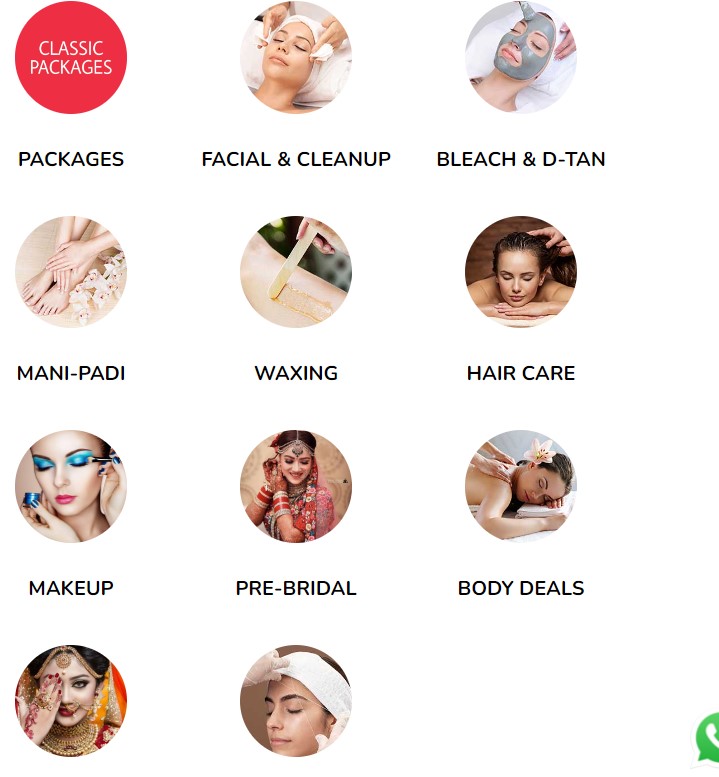 CLASSIC
PACKAGES
PACKAGES
FACIAL & CLEANUP
BLEACH & D-TAN
MANI-PADI
WAXING
HAIR CARE
MAKEUP
PRE-BRIDAL
BODY DEALS